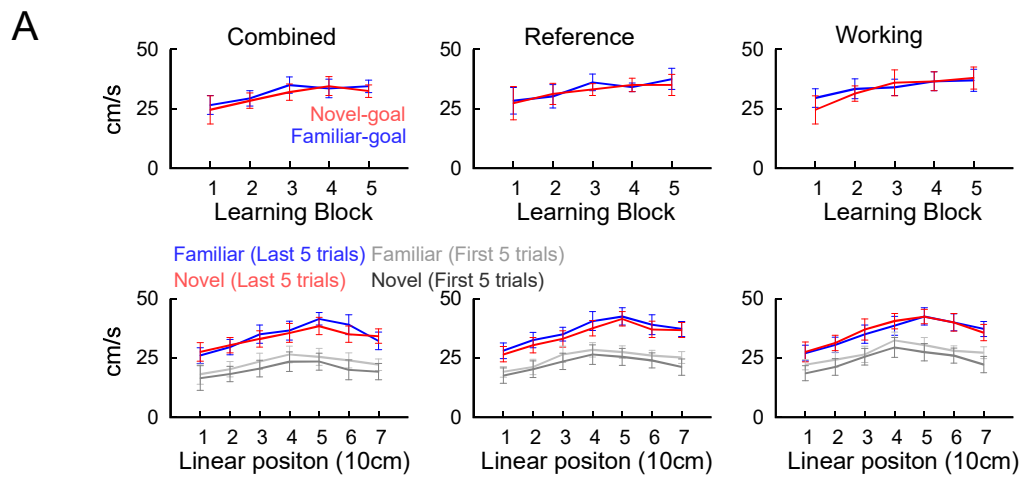 A
Combined
Reference
Working
50
25
0
cm/s
Novel-goal
Familiar-goal
1 2 3 4 5
Learning Block
50
25
0
1 2 3 4 5
Learning Block
50
25
0
1 2 3 4 5
Learning Block
Familiar (Last 5 trials) Familiar (First 5 trials)
Novel (Last 5 trials) Novel (First 5 trials)
50
25
0
cm/s
1 2 3 4 5 6 7
Linear positon (10cm)
50
25
0
1 2 3 4 5 6 7
Linear positon (10cm)
50
25
0
1 2 3 4 5 6 7
Linear positon (10cm)